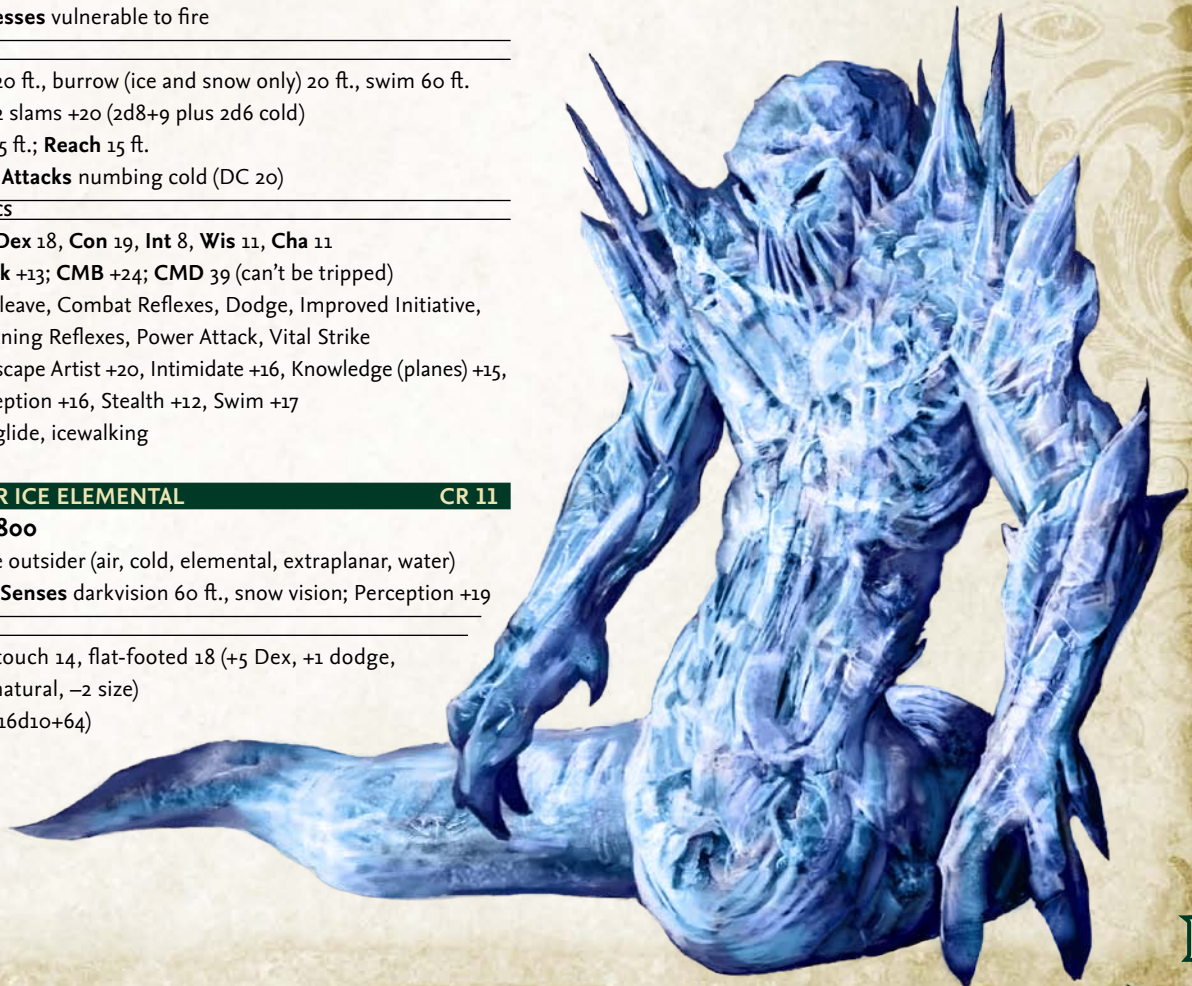 esses vulnerable to fire
20 ft., burrow (ice and snow only) 20 ft., swim 60 ft.
2 slams +20 (2d8+9 plus 2d6 cold)
5 ft.; Reach 15 ft.
Attacks numbing cold (DC 20)
cs
Dex 18, Con 19, Int 8, Wis 11, Cha 11
k +13; CMB +24; CMD 39 (can’t be tripped)
leave, Combat Reflexes, Dodge, Improved Initiative,
ning Reflexes, Power Attack, Vital Strike
scape Artist +20, Intimidate +16, Knowledge (planes) +15,
eption +16, Stealth +12, Swim +17
glide, icewalking
R ICE ELEMENTAL CR 11
800
e outsider (air, cold, elemental, extraplanar, water)
Senses darkvision 60 ft., snow vision; Perception +19
touch 14, flat-footed 18 (+5 Dex, +1 dodge,
natural, –2 size)
16d10+64)